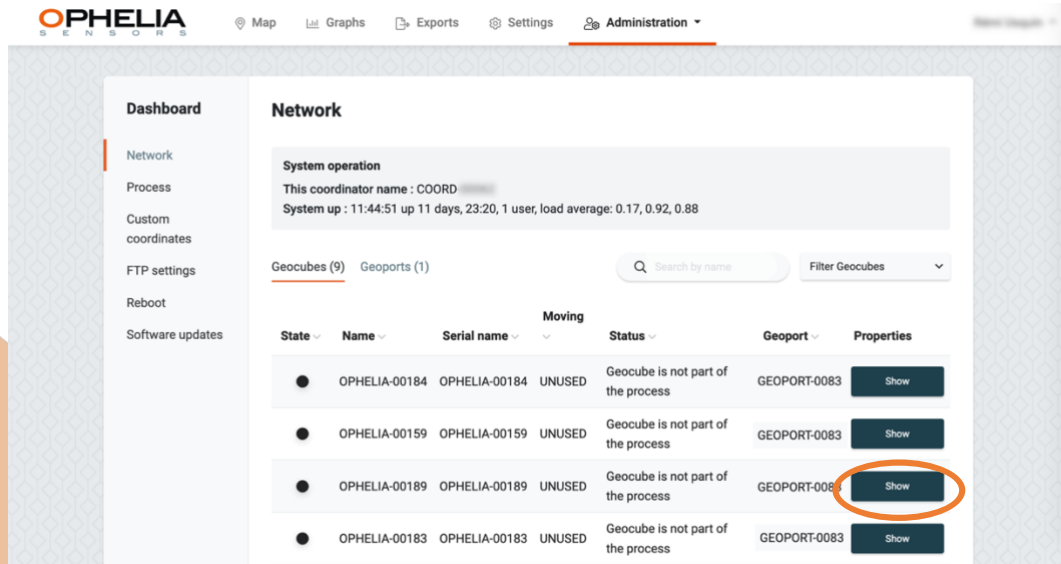 OPHELIA
SENSORS
Map
Graphs
Exports
Settings
Administration
Dashboard
Network
Process
Custom
coordinates
FTP settings
Reboot
Software updates
Network
System operation
This coordinator name : COORD
System up : 11:44:51 up 11 days, 23:20, 1 user, load average: 0.17, 0.92, 0.88
Geocubes (9) Geoports (1)
Search by name
Filter Geocubes
State Name Serial name Moving Status Geoport Properties
OPHELIA-00184 OPHELIA-00184 UNUSED Geocube is not part of GEOPORT-0083 Show
the process
OPHELIA-00159 OPHELIA-00159 UNUSED Geocube is not part of GEOPORT-0083 Show
the process
OPHELIA-00189 OPHELIA-00189 UNUSED Geocube is not part of GEOPORT-0083 Show
the process
OPHELIA-00183 OPHELIA-00183 UNUSED Geocube is not part of GEOPORT-0083 Show
the process